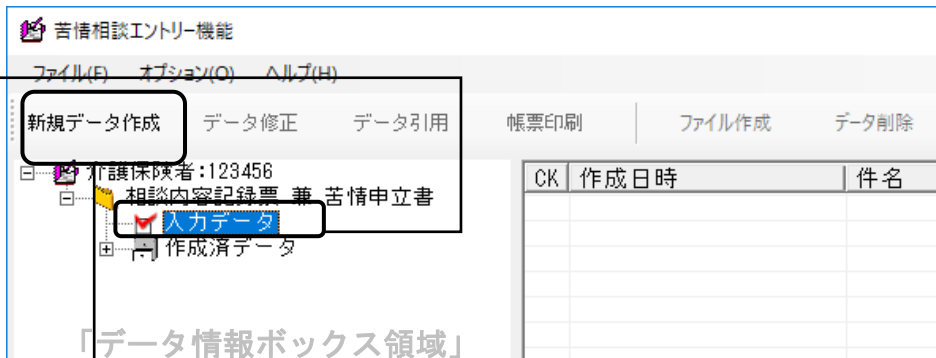 苦情相談エントリー機能
ファイル(F) オプション(O) ヘルプ(H)
新規データ作成 データ修正 データ引用 帳票印刷 ファイル作成 データ削除
介護保険者:123456
相談内容記録票 兼 苦情申立書
入力データ
作成済データ
CK 作成日時 件名
「データ情報ボックス領域」